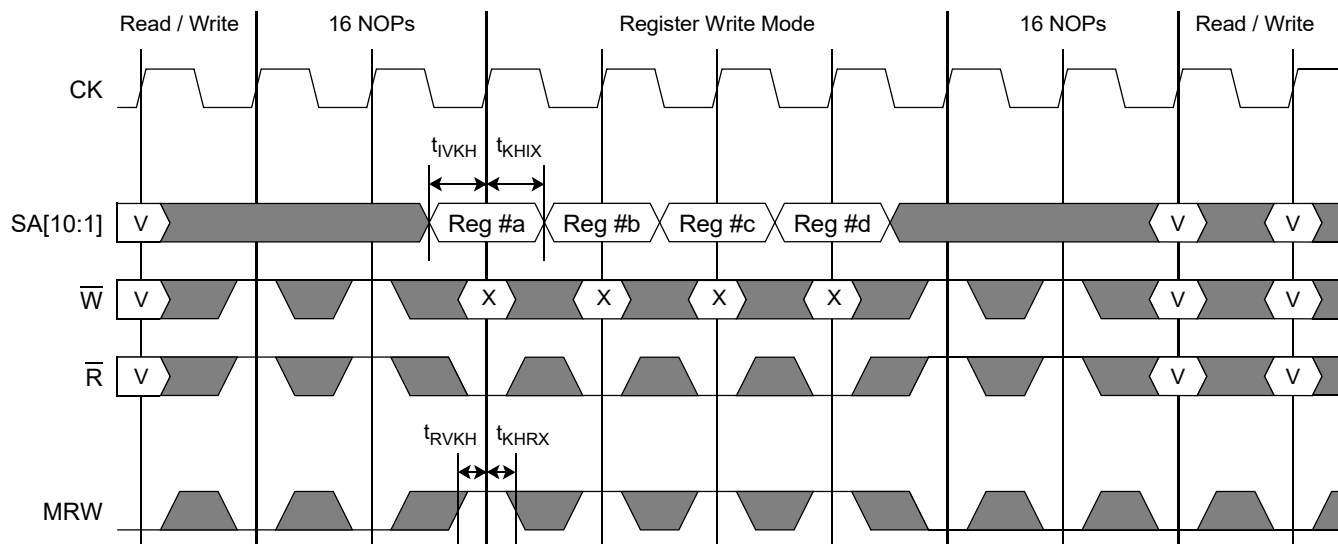 Read / Write 16 NOPs Register Write Mode 16 NOPs Read / Write
CK
tIVKH tKHIX
SA[10:1] V Reg #a Reg #b Reg #c Reg #d V V
W̅ V X X X X V V
R̅ V V V
tRVKH tKHRX
MRW